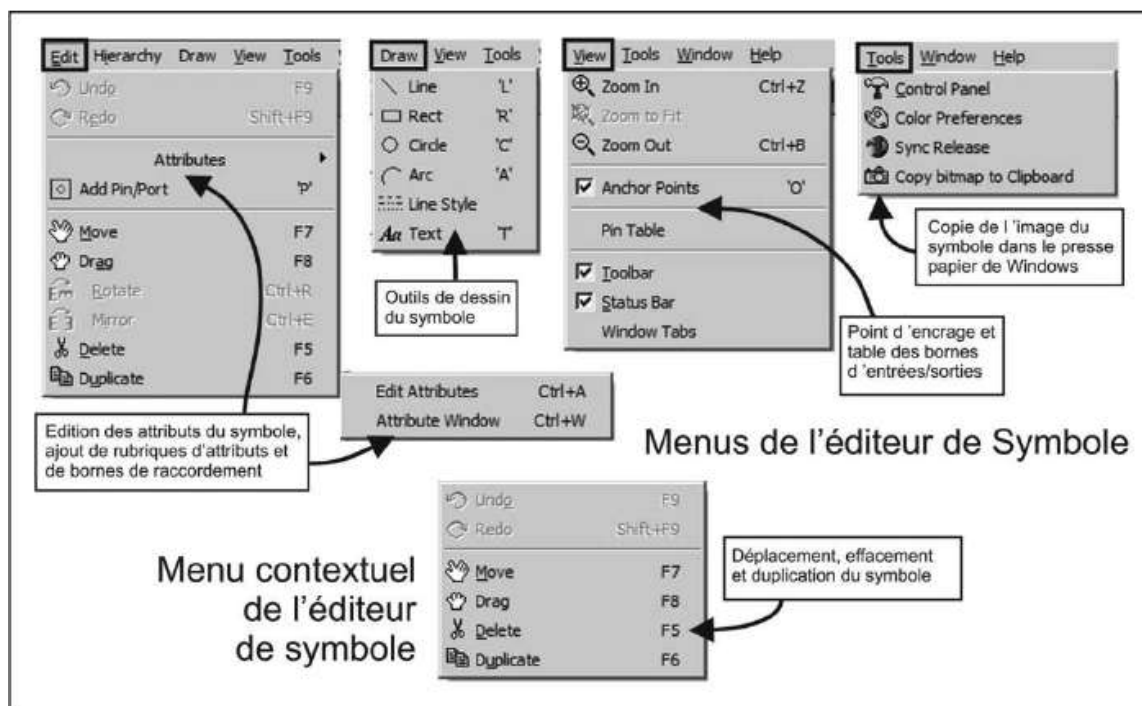 Edit Hierarchy Draw View Tools
Undo F9
Redo Shift+F9
Attributes
Add Pin/Port 'P'
Move F7
Drag F8
Rotate Ctrl+R
Mirror Ctrl+E
Delete F5
Duplicate F6
Draw View Tools
Line 'L'
Rect 'R'
Circle 'C'
Arc 'A'
Line Style
Text 'T'
Outils de dessin
du symbole
View Tools Window Help
Zoom In Ctrl+Z
Zoom to Fit
Zoom Out Ctrl+B
Anchor Points 'O'
Pin Table
Toolbar
Status Bar
Window Tabs
Tools Window Help
Control Panel
Color Preferences
Sync Release
Copy bitmap to Clipboard
Copie de l 'image du
symbole dans le presse
papier de Windows
Point d 'encrage et
table des bornes
d 'entrées/sorties
Edit Attributes Ctrl+A
Attribute Window Ctrl+W
Edition des attributs du symbole,
ajout de rubriques d'attributs et
de bornes de raccordement
Menus de l'éditeur de Symbole
Menu contextuel
de l'éditeur
de symbole
Undo F9
Redo Shift+F9
Move F7
Drag F8
Delete F5
Duplicate F6
Déplacement, effacement
et duplication du symbole